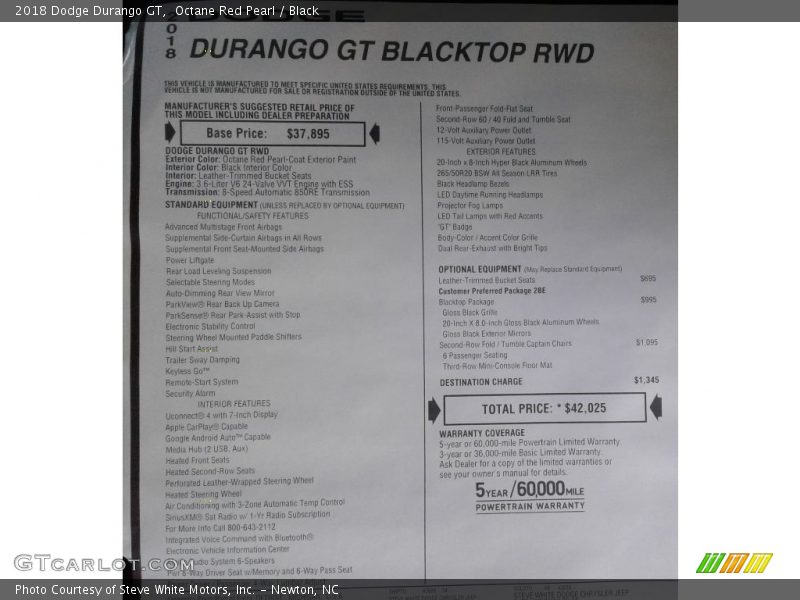 2018 Dodge Durango GT,  Octane Red Pearl / Black
DODGE
2018
DURANGO GT BLACKTOP RWD
THIS VEHICLE IS MANUFACTURED TO MEET SPECIFIC UNITED STATES REQUIREMENTS. THIS
VEHICLE IS NOT MANUFACTURED FOR SALE OR REGISTRATION OUTSIDE OF THE UNITED STATES.
MANUFACTURER'S SUGGESTED RETAIL PRICE OF
THIS MODEL INCLUDING DEALER PREPARATION
Base Price: $37,895
DODGE DURANGO GT RWD
Exterior Color: Octane Red Pearl-Coat Exterior Paint
Interior Color: Black Interior Color
Interior: Leather-Trimmed Bucket Seats
Engine: 3.6-Liter V6 24-Valve VVT Engine with ESS
Transmission: 8-Speed Automatic 850RE Transmission
STANDARD EQUIPMENT (UNLESS REPLACED BY OPTIONAL EQUIPMENT)
FUNCTIONAL/SAFETY FEATURES
Advanced Multistage Front Airbags
Supplemental Side-Curtain Airbags in All Rows
Supplemental Front Seat-Mounted Side Airbags
Power Liftgate
Rear Load Leveling Suspension
Selectable Steering Modes
Auto-Dimming Rear View Mirror
ParkView® Rear Back Up Camera
ParkSense® Rear Park-Assist with Stop
Electronic Stability Control
Steering Wheel Mounted Paddle Shifters
Hill Start Assist
Trailer Sway Damping
Keyless Go™
Remote-Start System
Security Alarm
INTERIOR FEATURES
Uconnect® 4 with 7-Inch Display
Apple CarPlay® Capable
Google Android Auto™ Capable
Media Hub (2 USB, Aux)
Heated Front Seats
Heated Second-Row Seats
Perforated Leather-Wrapped Steering Wheel
Heated Steering Wheel
Air Conditioning with 3-Zone Automatic Temp Control
SiriusXM® Sat Radio w/ 1-Yr Radio Subscription
For More Info Call 800-643-2112
Integrated Voice Command with Bluetooth®
Electronic Vehicle Information Center
Audio System 6-Speakers
Pwr 8-Way Driver Seat w/Memory and 6-Way Pass Seat
Front-Passenger Fold-Flat Seat
Second-Row 60 / 40 Fold and Tumble Seat
12-Volt Auxiliary Power Outlet
115-Volt Auxiliary Power Outlet
EXTERIOR FEATURES
20-Inch x 8-Inch Hyper Black Aluminum Wheels
265/50R20 BSW All Season LRR Tires
Black Headlamp Bezels
LED Daytime Running Headlamps
Projector Fog Lamps
LED Tail Lamps with Red Accents
"GT" Badge
Body-Color / Accent Color Grille
Dual Rear-Exhaust with Bright Tips
OPTIONAL EQUIPMENT (May Replace Standard Equipment)
Leather-Trimmed Bucket Seats $695
Customer Preferred Package 2BE
Blacktop Package $995
Gloss Black Grille
20-Inch X 8.0-inch Gloss Black Aluminum Wheels
Gloss Black Exterior Mirrors
Second-Row Fold / Tumble Captain Chairs $1,095
6 Passenger Seating
Third-Row Mini-Console Floor Mat
DESTINATION CHARGE $1,345
TOTAL PRICE: * $42,025
WARRANTY COVERAGE
5-year or 60,000-mile Powertrain Limited Warranty.
3-year or 36,000-mile Basic Limited Warranty.
Ask Dealer for a copy of the limited warranties or
see your owner's manual for details.
5YEAR/60,000MILE
POWERTRAIN WARRANTY
STEVE WHITE DODGE CHRYSLER JEEP
GTCARLOT.COM
Photo Courtesy of Steve White Motors, Inc. – Newton, NC